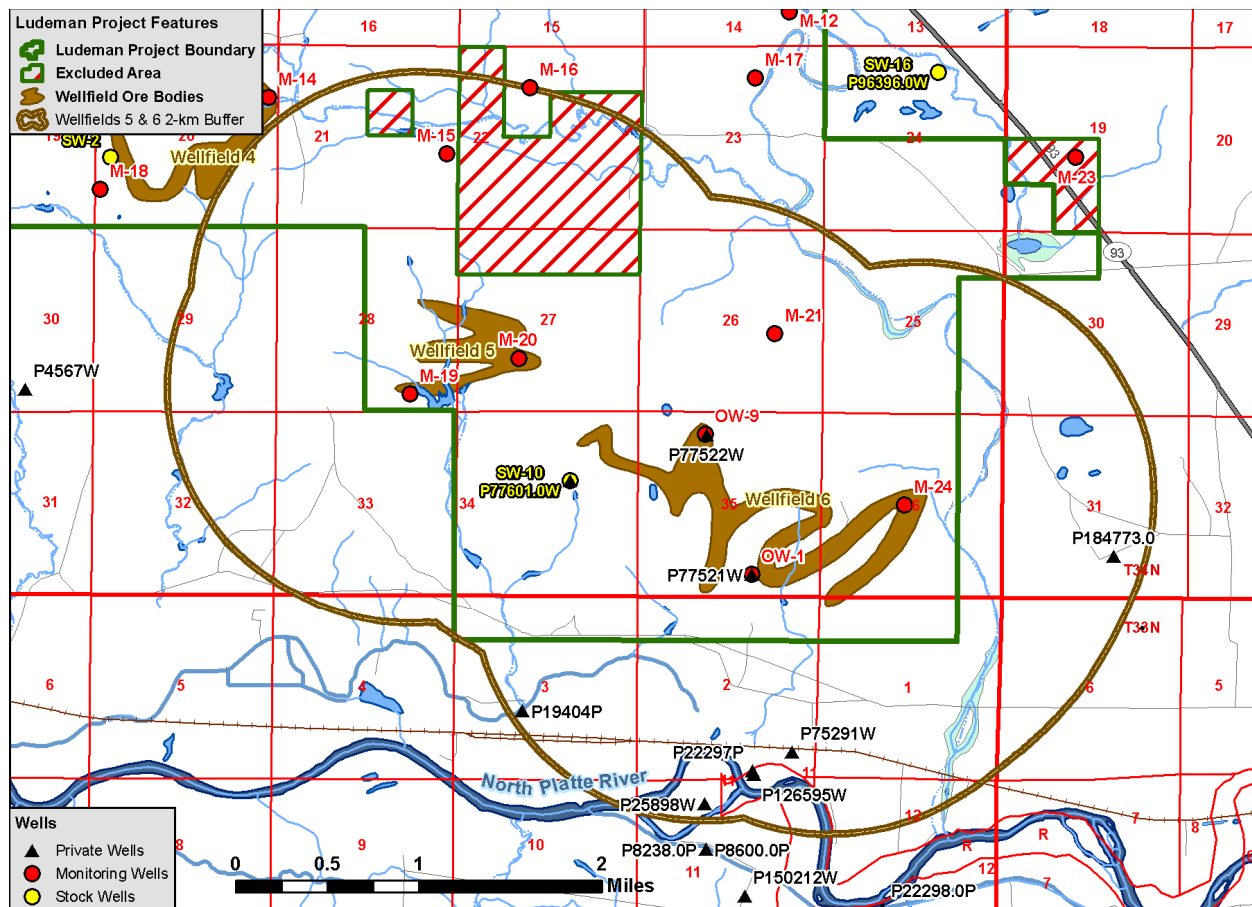 Ludeman Project Features
Ludeman Project Boundary
Excluded Area
Wellfield Ore Bodies
Wellfields 5 & 6 2-km Buffer
16
15
14
M-12
13
18
17
M-14
M-16
M-17
SW-16
P96396.0W
19
20
21
M-15
22
23
24
19
93
20
SW-2
M-18
Wellfield 4
M-23
93
30
29
28
27
26
M-21
25
30
29
Wellfield 5
M-20
M-19
P4567W
OW-9
P77522W
SW-10
P77601.0W
31
32
33
34
35
Wellfield 6
M-24
36
31
32
P184773.0
OW-1
P77521W
T34N
T33N
6
5
4
3
2
1
6
5
P19404P
P75291W
P22297P
11
11
North Platte River
P126595W
P25898W
12
7
8
R
R
Wells
Private Wells
Monitoring Wells
Stock Wells
8
9
10
P8238.0P
P8600.0P
11
12
7
P150212W
P22298.0P
0 0.5 1 2
Miles